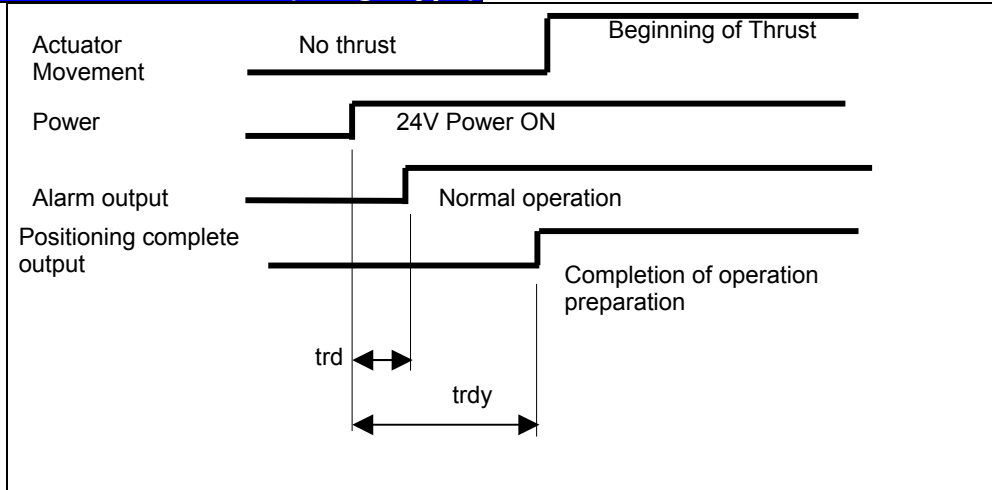 Actuator
Movement
No thrust
Beginning of Thrust
Power
24V Power ON
Alarm output
Normal operation
Positioning complete
output
Completion of operation
preparation
trd
trdy